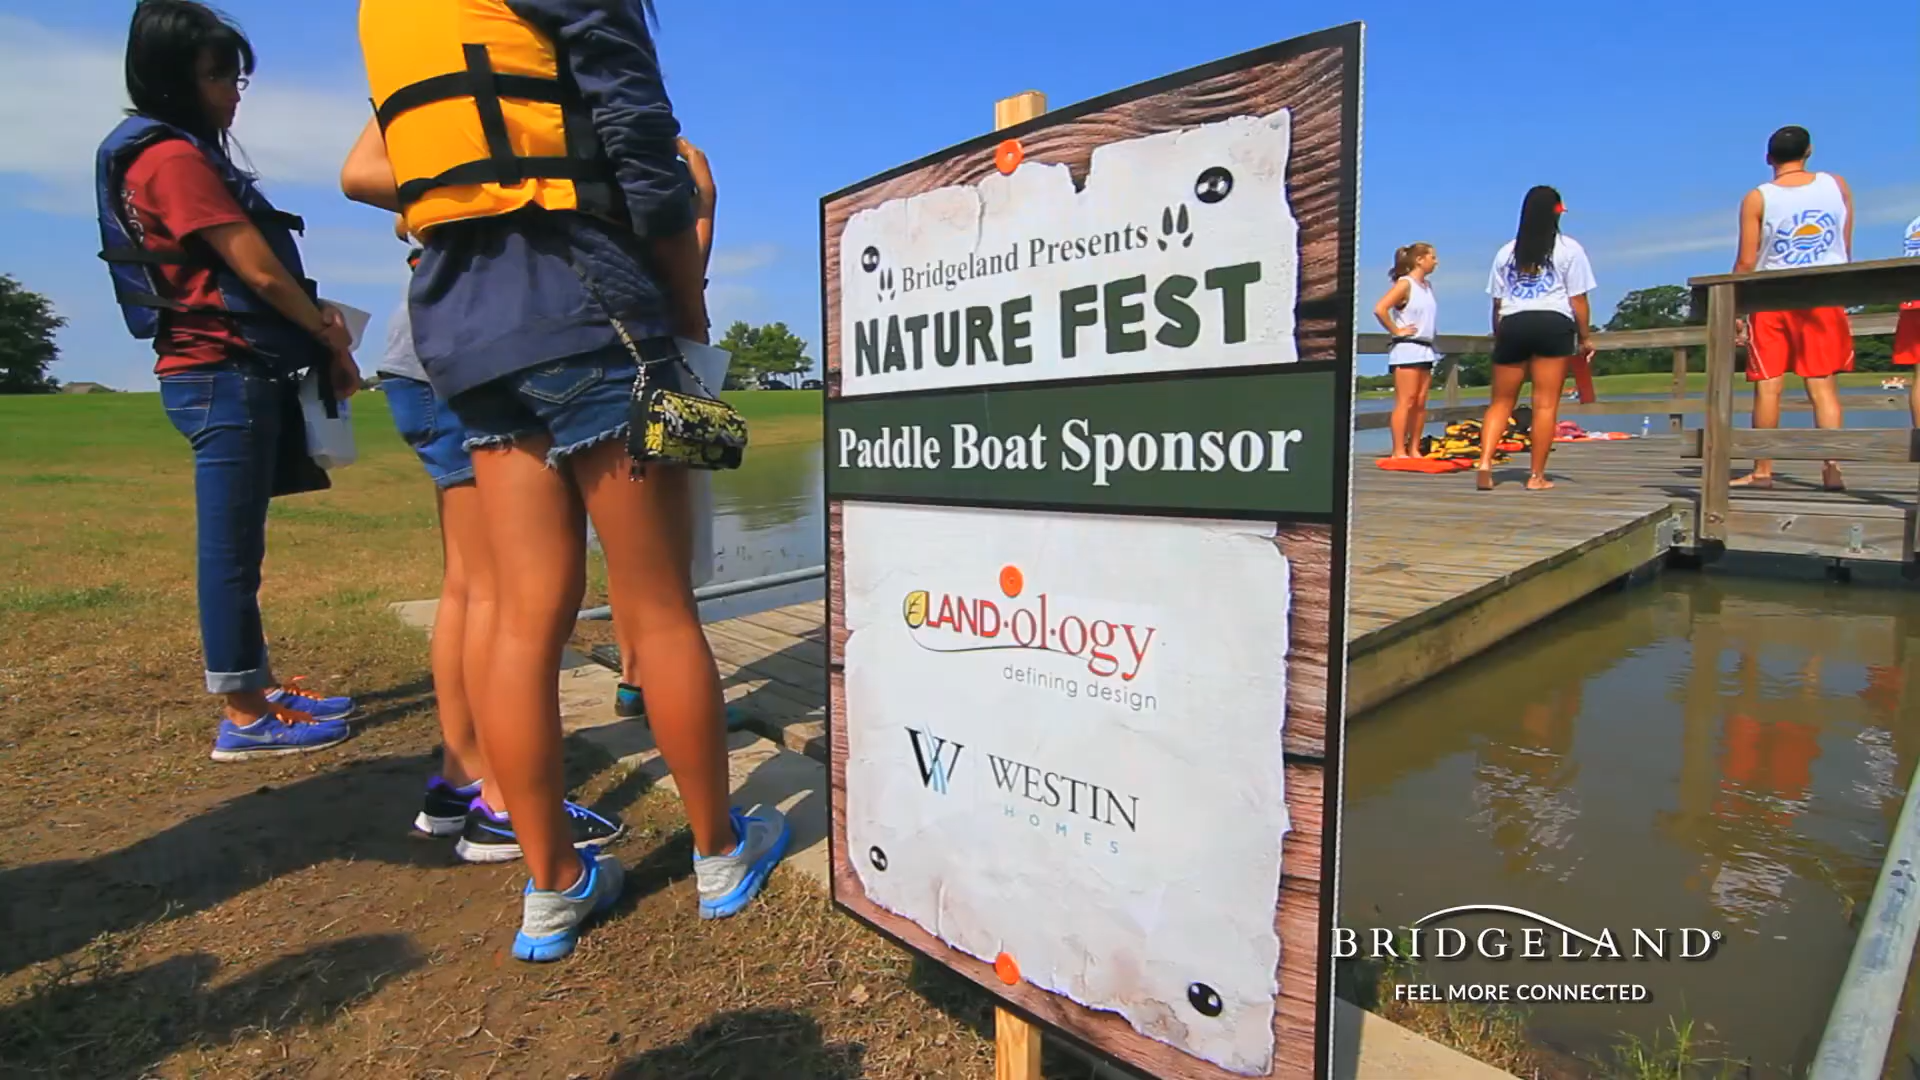 Bridgeland Presents
NATURE FEST
Paddle Boat Sponsor
LAND·ol·ogy
defining design
W WESTIN
HOMES
LIFE
GUARD
BRIDGELAND®
FEEL MORE CONNECTED